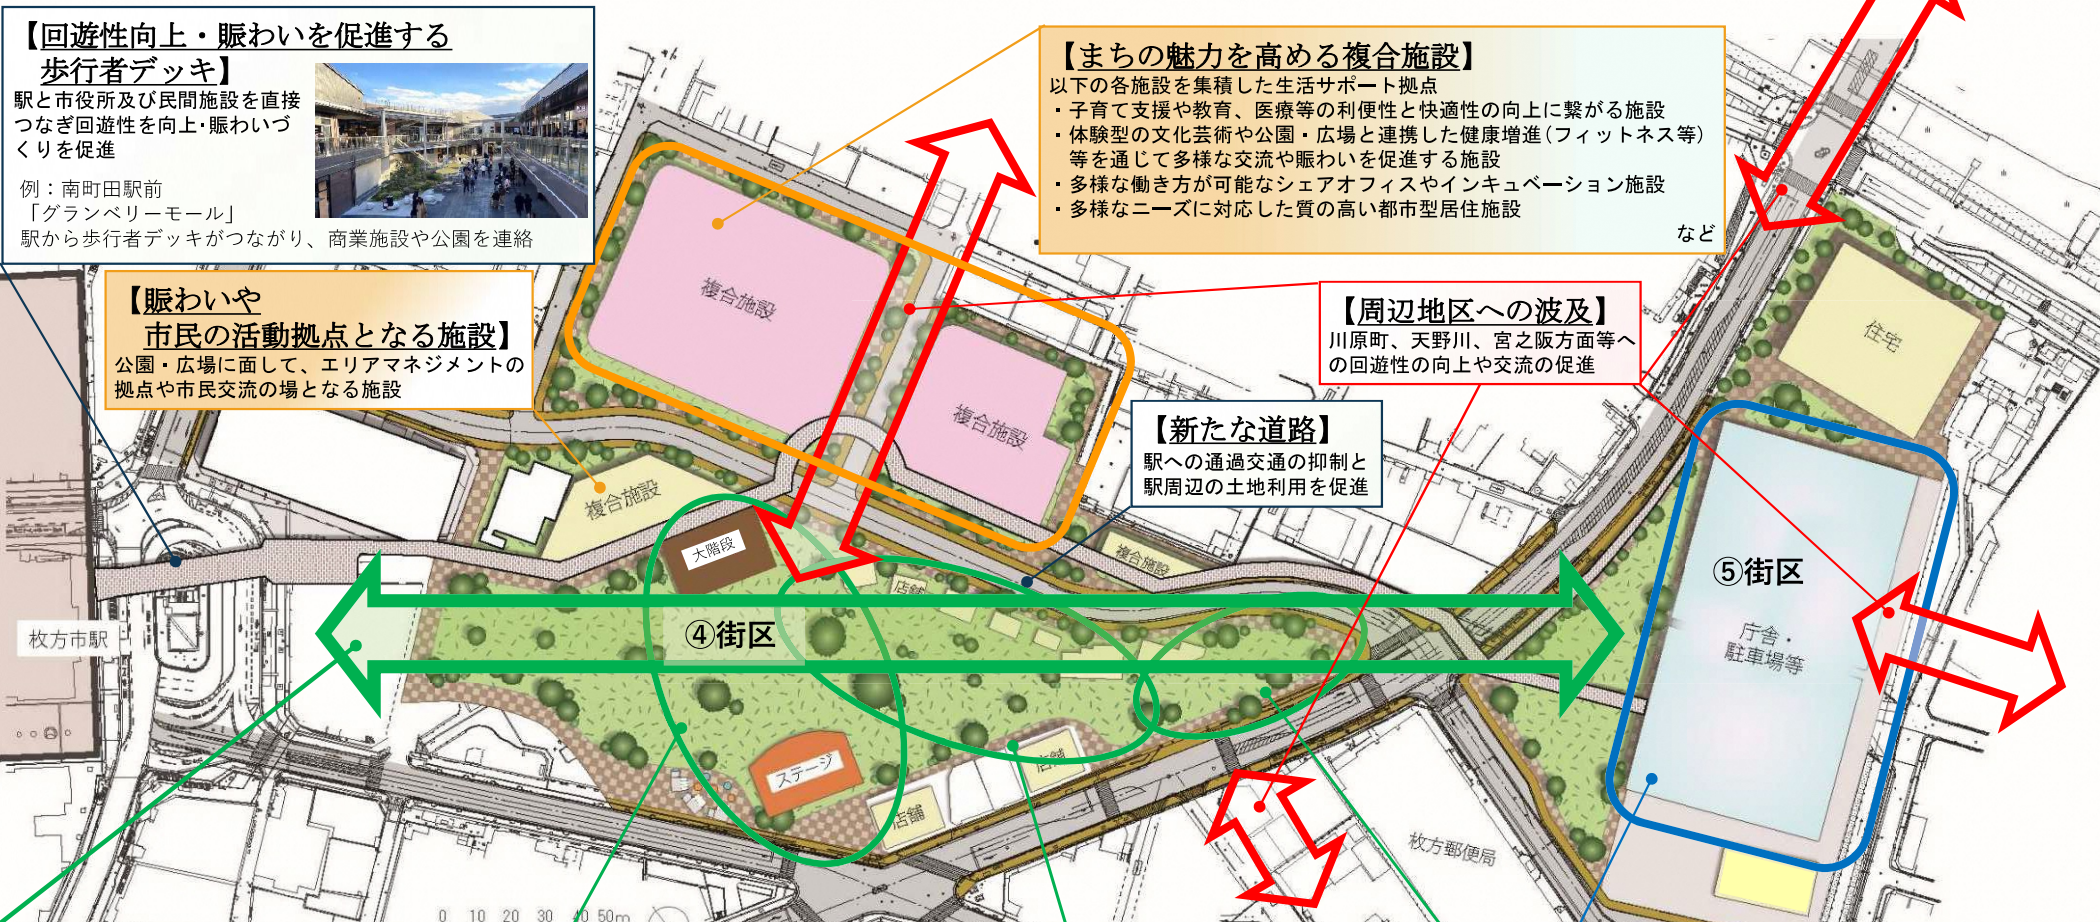 【回遊性向上・賑わいを促進する
歩行者デッキ】
駅と市役所及び民間施設を直接
つなぎ回遊性を向上・賑わいづ
くりを促進
例：南町田駅前
「グランベリーモール」
駅から歩行者デッキがつながり、商業施設や公園を連絡
【まちの魅力を高める複合施設】
以下の各施設を集積した生活サポート拠点
・子育て支援や教育、医療等の利便性と快適性の向上に繋がる施設
・体験型の文化芸術や公園・広場と連携した健康増進（フィットネス等）
等を通じて多様な交流や賑わいを促進する施設
・多様な働き方が可能なシェアオフィスやインキュベーション施設
・多様なニーズに対応した質の高い都市型居住施設
など
【賑わいや
市民の活動拠点となる施設】
公園・広場に面して、エリアマネジメントの
拠点や市民交流の場となる施設
【周辺地区への波及】
川原町、天野川、宮之阪方面等へ
の回遊性の向上や交流の促進
【新たな道路】
駅への通過交通の抑制と
駅周辺の土地利用を促進
複合施設
複合施設
住宅
複合施設
大階段
複合施設
店舗
④街区
⑤街区
庁舎・
駐車場等
枚方市駅
ステージ
店舗
店舗
枚方郵便局
0 10 20 30 40 50m